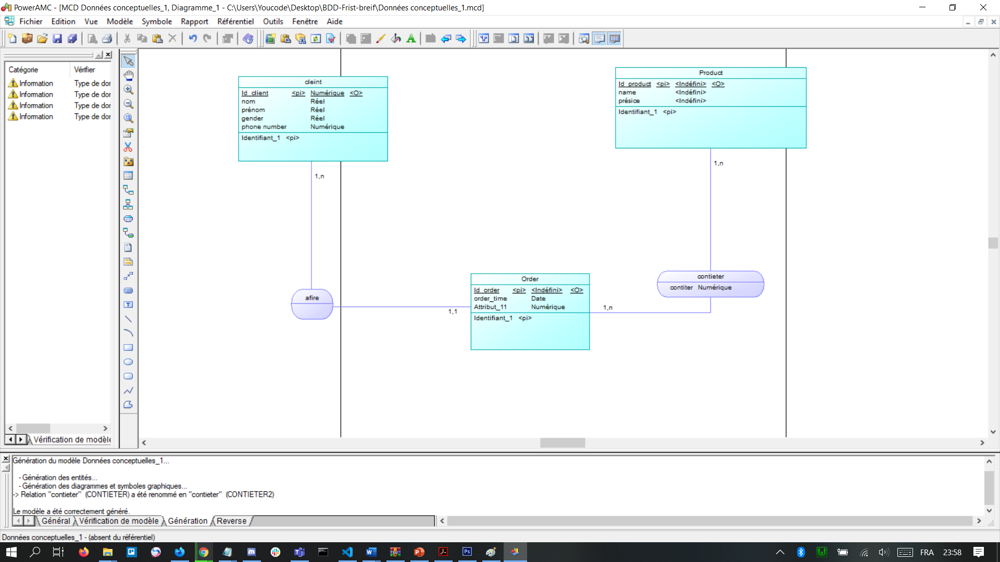 PowerAMC - [MCD Données conceptuelles_1, Diagramme_1 - C:\Users\Youcode\Desktop\BDD-Frist-breif\Données conceptuelles_1.mcd]
Fichier Edition Vue Modèle Symbole Rapport Référentiel Outils Fenêtre Aide
Catégorie Vérifier
Information Type de dor
Information Type de dor
Information Type de dor
Information Type de dor
Vérification de modèle
cleint
Id_client <pi> Numérique <O>
nom Réel
prénom Réel
gender Réel
phone number Numérique
Identifiant_1 <pi>
1,n
Product
Id_product <pi> <Indéfini> <O>
name <Indéfini>
présice <Indéfini>
Identifiant_1 <pi>
1,n
afire
1,1
Order
Id_order <pi> <Indéfini> <O>
order_time Date
Attribut_11 Numérique
Identifiant_1 <pi>
1,n
contieter
contiter Numérique
Génération du modèle Données conceptuelles_1...
- Génération des entités...
- Génération des diagrammes et symboles graphiques...
-> Relation "contieter" (CONTIETER) a été renommé en "contieter" (CONTIETER2)
Le modèle a été correctement généré.
Général Vérification de modèle Génération Reverse
Données conceptuelles_1 - (absent du référentiel)
FRA 23:58